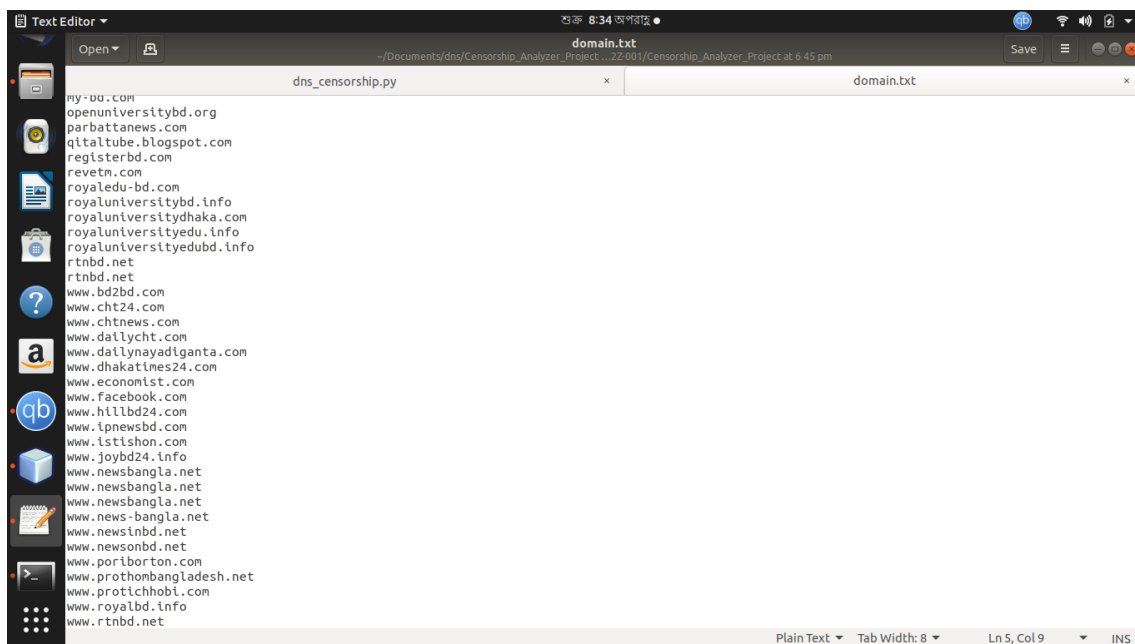 Text Editor
শুক্র 8:34 অপরাহ্ণ
Open
domain.txt
~/Documents/dns/Censorship_Analyzer_Project ...2Z-001/Censorship_Analyzer_Project at 6 45 pm
Save
dns_censorship.py ×
domain.txt ×
my-bd.com
openuniversitybd.org
parbattanews.com
qitaltube.blogspot.com
registerbd.com
revetm.com
royaledu-bd.com
royaluniversitybd.info
royaluniversitydhaka.com
royaluniversityedu.info
royaluniversityedubd.info
rtnbd.net
rtnbd.net
www.bd2bd.com
www.cht24.com
www.chtnews.com
www.dailycht.com
www.dailynayadiganta.com
www.dhakatimes24.com
www.economist.com
www.facebook.com
www.hillbd24.com
www.ipnewsbd.com
www.istishon.com
www.joybd24.info
www.newsbangla.net
www.newsbangla.net
www.newsbangla.net
www.news-bangla.net
www.newsinbd.net
www.newsonbd.net
www.poriborton.com
www.prothombangladesh.net
www.protichhobi.com
www.royalbd.info
www.rtnbd.net
Plain Text Tab Width: 8 Ln 5, Col 9 INS
qb
?
a
qb
>_